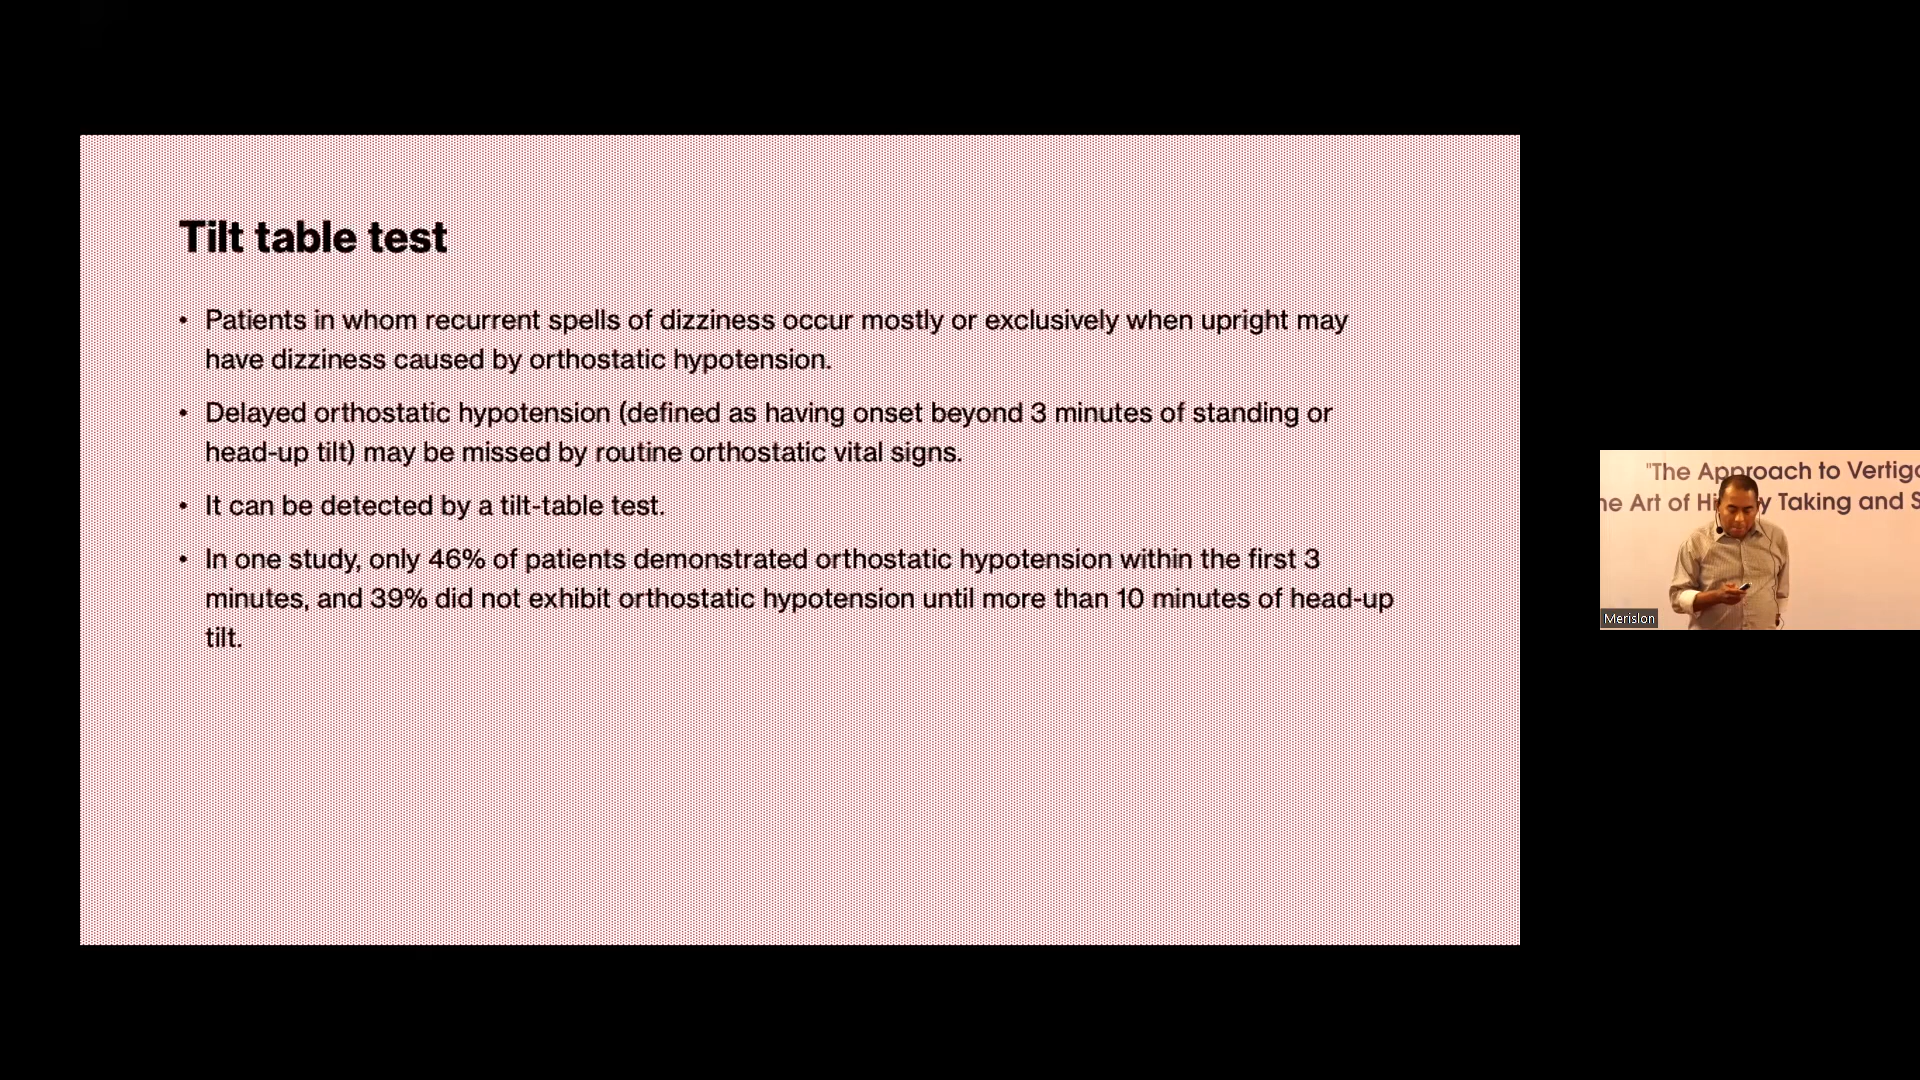 Tilt table test
• Patients in whom recurrent spells of dizziness occur mostly or exclusively when upright may
have dizziness caused by orthostatic hypotension.
• Delayed orthostatic hypotension (defined as having onset beyond 3 minutes of standing or
head-up tilt) may be missed by routine orthostatic vital signs.
• It can be detected by a tilt-table test.
• In one study, only 46% of patients demonstrated orthostatic hypotension within the first 3
minutes, and 39% did not exhibit orthostatic hypotension until more than 10 minutes of head-up
tilt.
"The Approach to Vertigo
he Art of Hi y Taking and S
Merislon